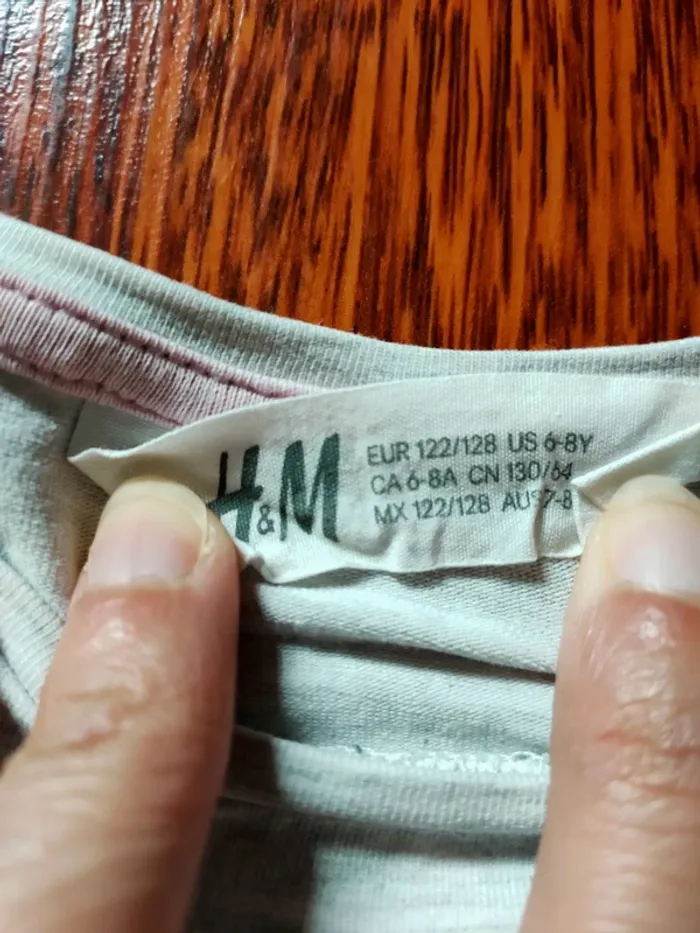 H&M
EUR 122/128 US 6-8Y
CA 6-8A CN 130/64
MX 122/128 AUS 7-8